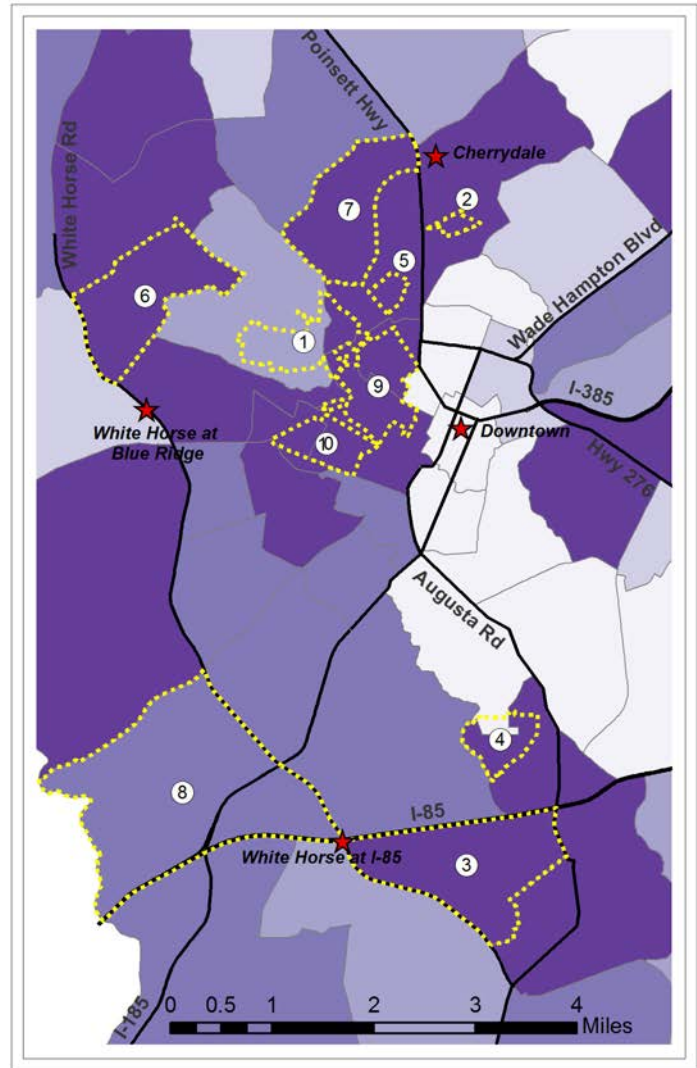 Poinsett Hwy
White Horse Rd
Cherrydale
2
7
5
6
Wade Hampton Blvd
1
I-385
9
White Horse at
Blue Ridge
10
Downtown
Hwy 276
Augusta Rd
4
8
I-85
White Horse at I-85
3
I-185
0 0.5 1 2 3 4
Miles